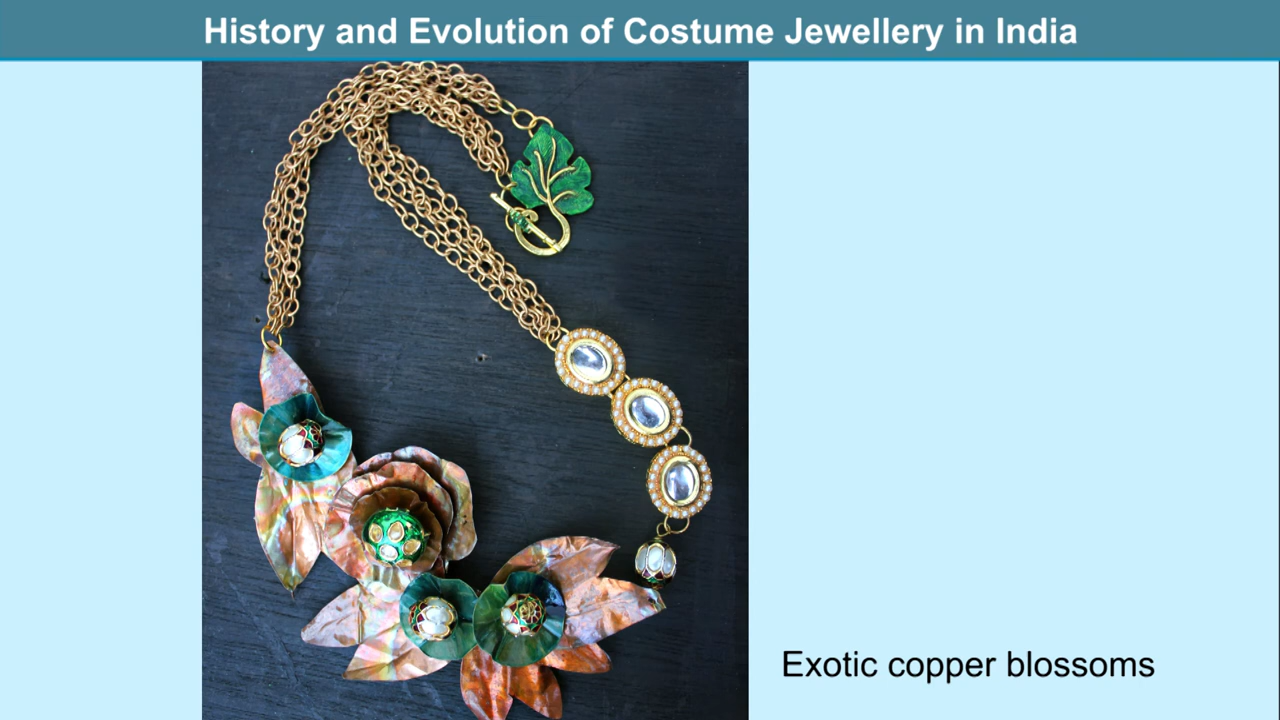 History and Evolution of Costume Jewellery in India
Exotic copper blossoms